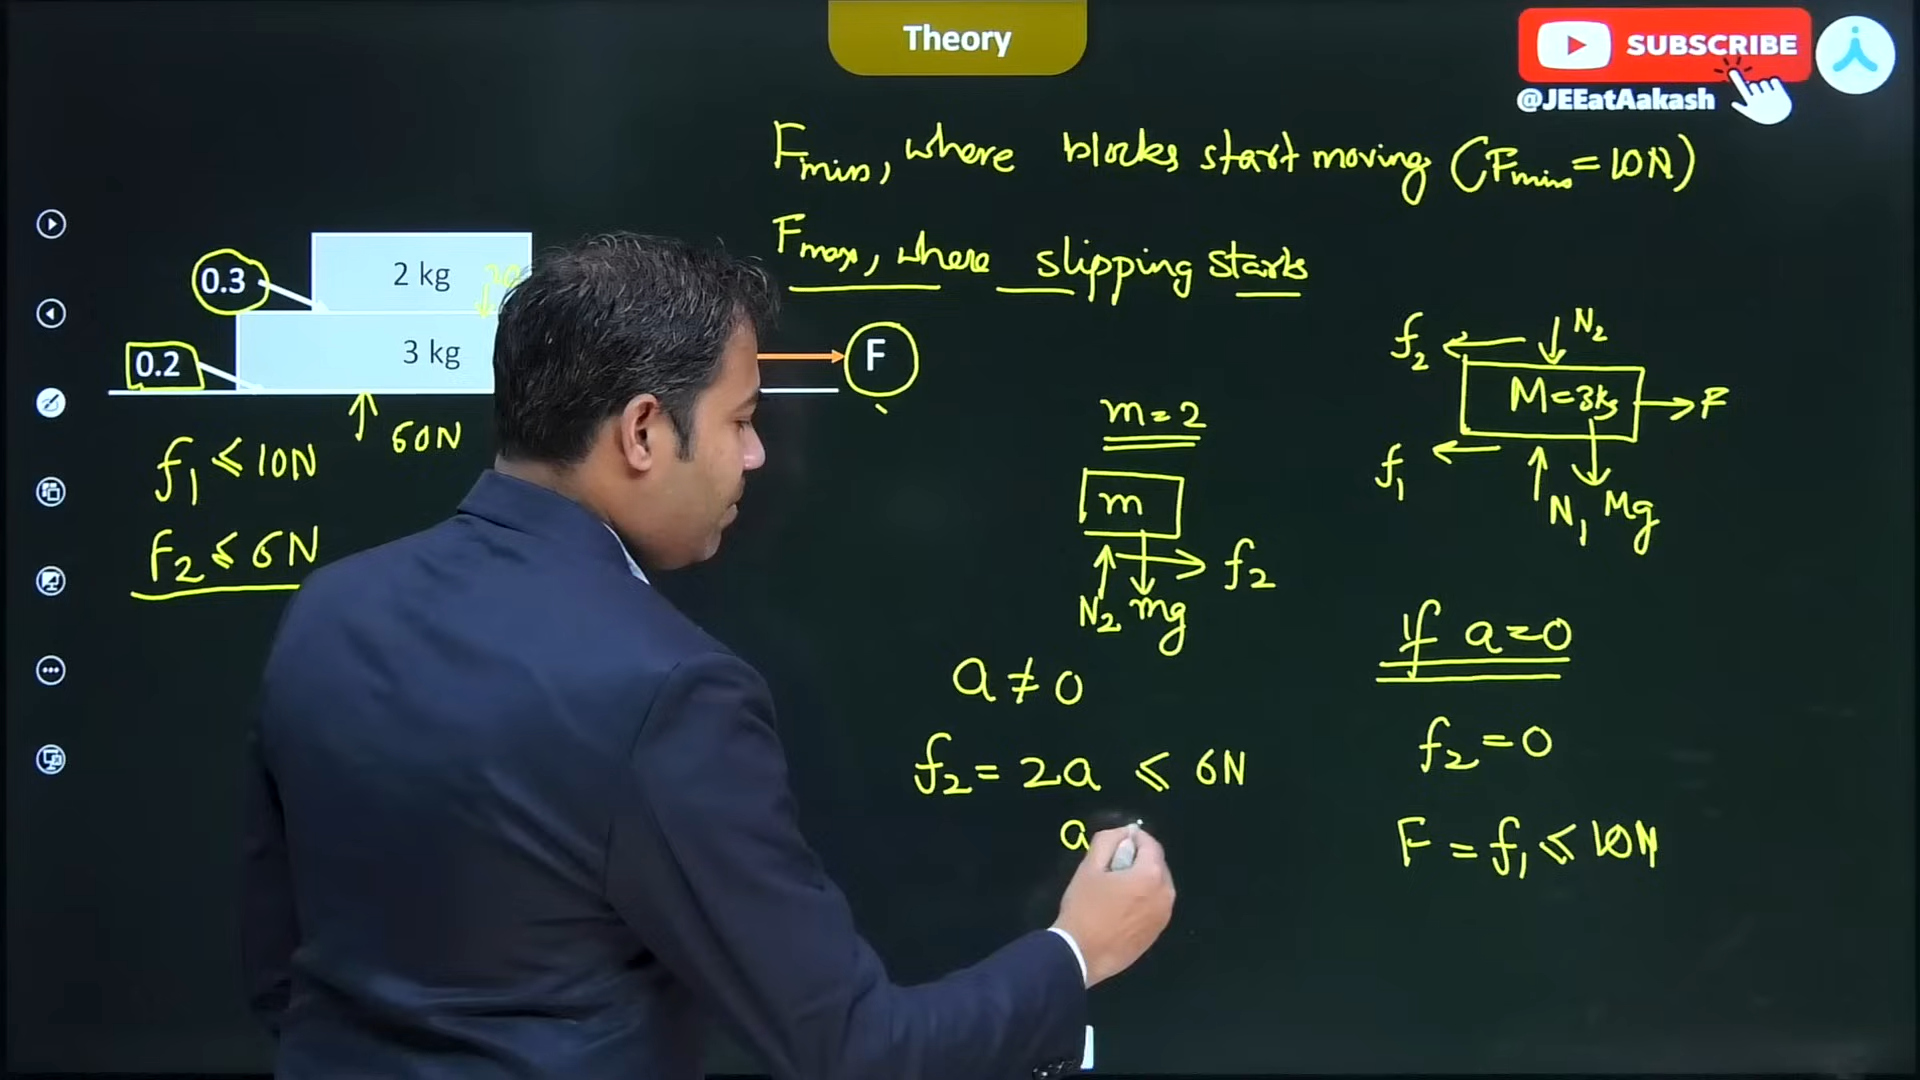 Theory
SUBSCRIBE
@JEEatAakash
Fmin, where blocks start moving (Fmin = 10N)
Fmax, where slipping starts
0.3
2 kg
0.2
3 kg
F
50N
f₁ ≤ 10N
f₂ ≤ 6N
m = 2
m
N₂ mg
f₂
f₂
N₂
M = 3kg
F
f₁
N₁ Mg
a ≠ 0
f₂ = 2a ≤ 6N
a
If a = 0
f₂ = 0
F = f₁ ≤ 10N